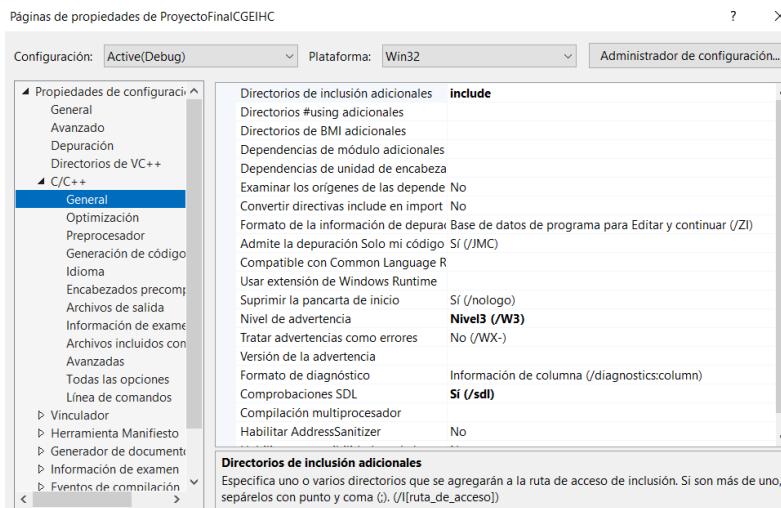 Páginas de propiedades de ProyectoFinalCGEIHC ?
Configuración: Active(Debug) Plataforma: Win32 Administrador de configuración...
Propiedades de configuraci
General
Avanzado
Depuración
Directorios de VC++
C/C++
General
Optimización
Preprocesador
Generación de código
Idioma
Encabezados precomp
Archivos de salida
Información de exame
Archivos incluidos con
Avanzadas
Todas las opciones
Línea de comandos
Vinculador
Herramienta Manifiesto
Generador de documento
Información de examen
Eventos de compilación
Directorios de inclusión adicionales include
Directorios #using adicionales
Directorios de BMI adicionales
Dependencias de módulo adicionales
Dependencias de unidad de encabeza
Examinar los orígenes de las depende No
Convertir directivas include en import No
Formato de la información de depura Base de datos de programa para Editar y continuar (/ZI)
Admite la depuración Solo mi código Sí (/JMC)
Compatible con Common Language R
Usar extensión de Windows Runtime
Suprimir la pancarta de inicio Sí (/nologo)
Nivel de advertencia Nivel3 (/W3)
Tratar advertencias como errores No (/WX-)
Versión de la advertencia
Formato de diagnóstico Información de columna (/diagnostics:column)
Comprobaciones SDL Sí (/sdl)
Compilación multiprocesador
Habilitar AddressSanitizer No
Directorios de inclusión adicionales
Especifica uno o varios directorios que se agregarán a la ruta de acceso de inclusión. Si son más de uno,
sepárelos con punto y coma (;). (/I[ruta_de_acceso])